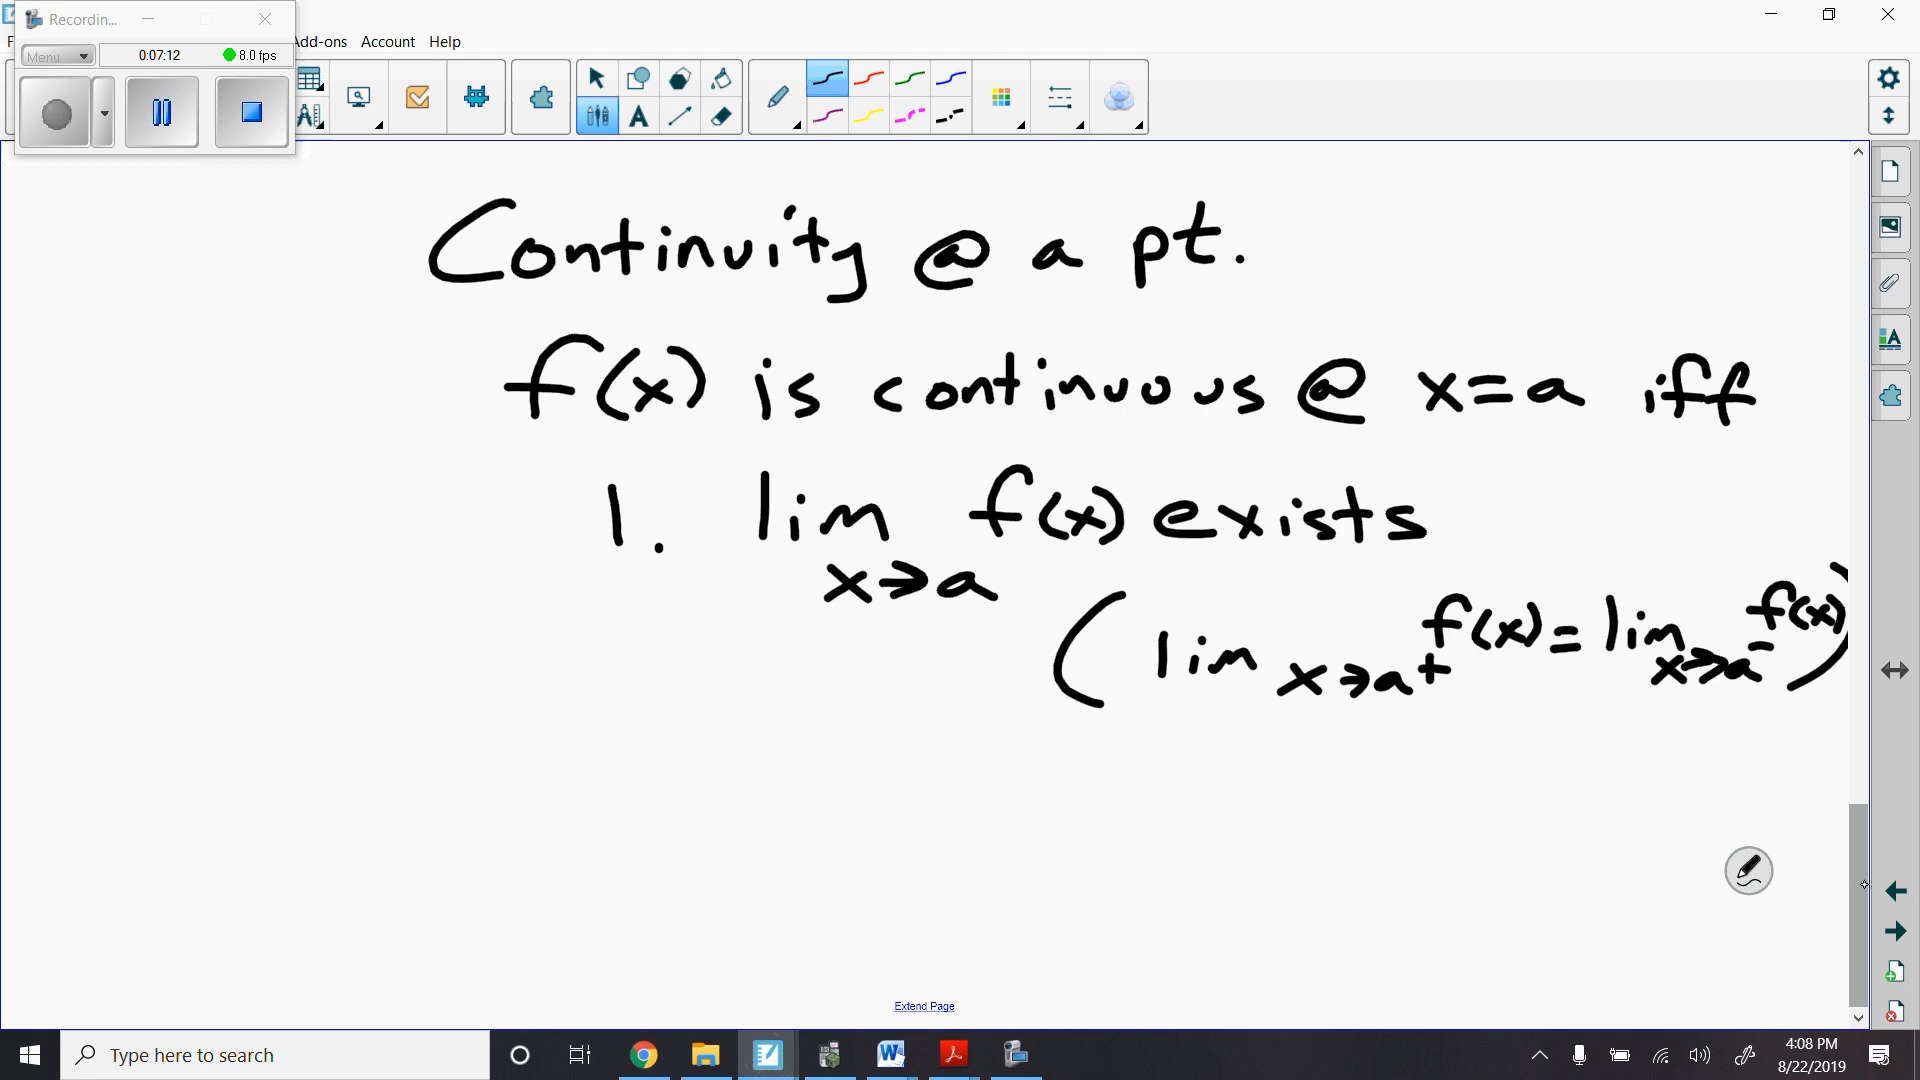 Recordin...
Menu 0:07:12 8.0 fps
Add-ons Account Help
Continuity @ a pt.
f(x) is continuous @ x=a iff
1. lim f(x) exists
x→a
(lim x→a+ f(x) = lim x→a- f(x))
Extend Page
Type here to search
4:08 PM
8/22/2019